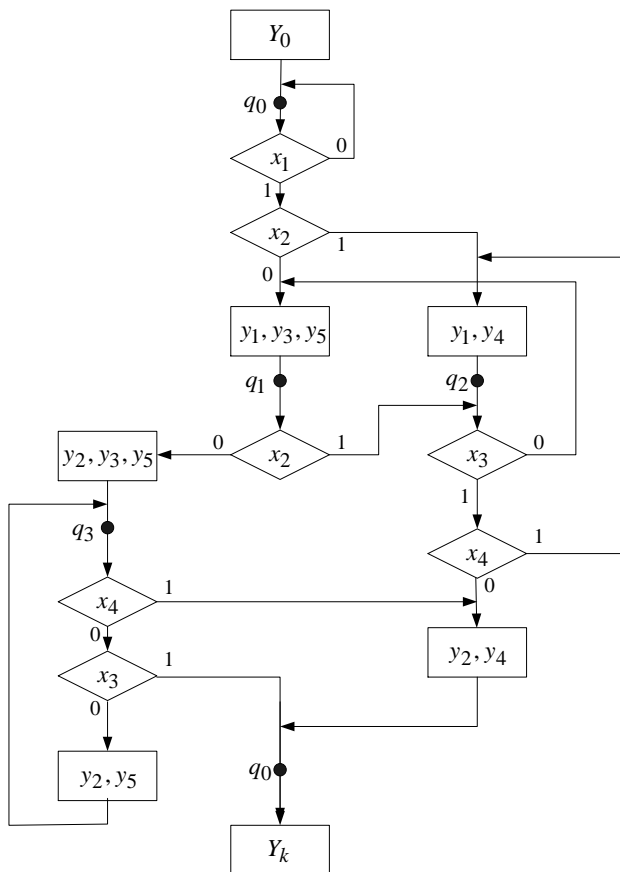 Y₀
q₀
x₁
0
1
x₂
1
0
y₁, y₃, y₅
y₁, y₄
q₁
q₂
0
x₂
1
x₃
0
y₂, y₃, y₅
1
q₃
x₄
1
0
x₄
1
0
x₃
1
0
y₂, y₄
y₂, y₅
q₀
Yₖ